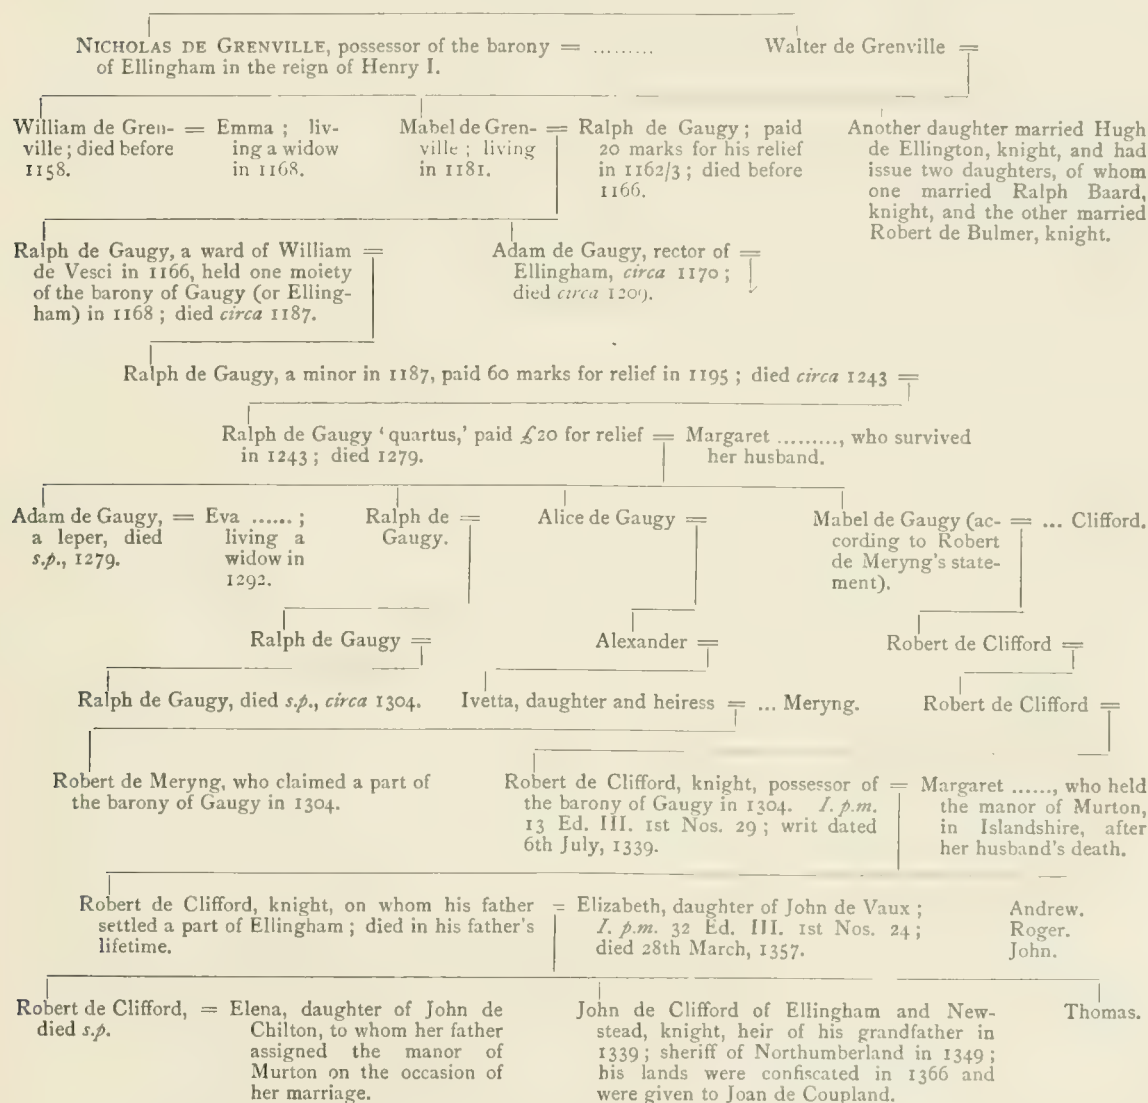 NICHOLAS DE GRENVILLE, possessor of the barony = .........
of Ellingham in the reign of Henry I.
Walter de Grenville =
William de Gren- =
ville; died before
1158.
Emma; liv-
ing a widow
in 1168.
Mabel de Gren- =
ville; living
in 1181.
Ralph de Gaugy; paid
20 marks for his relief
in 1162/3; died before
1166.
Another daughter married Hugh
de Ellington, knight, and had
issue two daughters, of whom
one married Ralph Baard,
knight, and the other married
Robert de Bulmer, knight.
Ralph de Gaugy, a ward of William =
de Vesci in 1166, held one moiety
of the barony of Gaugy (or Elling-
ham) in 1168; died circa 1187.
Adam de Gaugy, rector of =
Ellingham, circa 1170;
died circa 1209.
Ralph de Gaugy, a minor in 1187, paid 60 marks for relief in 1195; died circa 1243 =
Ralph de Gaugy 'quartus,' paid £20 for relief =
in 1243; died 1279.
Margaret ........., who survived
her husband.
Adam de Gaugy, =
a leper, died
s.p., 1279.
Eva ......;
living a
widow in
1292.
Ralph de =
Gaugy.
Alice de Gaugy =
Mabel de Gaugy (ac- =
cording to Robert
de Meryng's state-
ment).
... Clifford.
Ralph de Gaugy =
Alexander =
Robert de Clifford =
Ralph de Gaugy, died s.p., circa 1304.
Ivetta, daughter and heiress = ... Meryng.
Robert de Clifford =
Robert de Meryng, who claimed a part of
the barony of Gaugy in 1304.
Robert de Clifford, knight, possessor of =
the barony of Gaugy in 1304. I. p.m.
13 Ed. III. 1st Nos. 29; writ dated
6th July, 1339.
Margaret ......, who held
the manor of Murton,
in Islandshire, after
her husband's death.
Robert de Clifford, knight, on whom his father =
settled a part of Ellingham; died in his father's
lifetime.
Elizabeth, daughter of John de Vaux;
I. p.m. 32 Ed. III. 1st Nos. 24;
died 28th March, 1357.
Andrew.
Roger.
John.
Robert de Clifford, =
died s.p.
Elena, daughter of John de
Chilton, to whom her father
assigned the manor of
Murton on the occasion of
her marriage.
John de Clifford of Ellingham and New-
stead, knight, heir of his grandfather in
1339; sheriff of Northumberland in 1349;
his lands were confiscated in 1366 and
were given to Joan de Coupland.
Thomas.